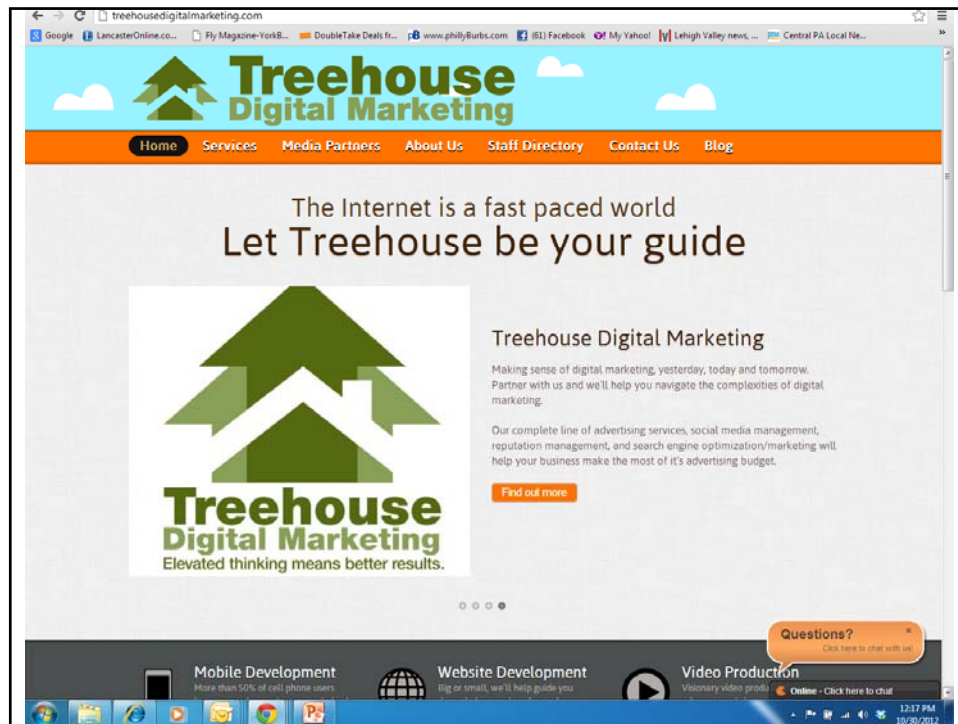 treehousedigitalmarketing.com
Google LancasterOnline.co... Fly Magazine-YorkB... DoubleTake Deals fr... www.phillyBurbs.com (61) Facebook My Yahoo! Lehigh Valley news, ... Central PA Local Ne... »
Treehouse
Digital Marketing
Home Services Media Partners About Us Staff Directory Contact Us Blog
The Internet is a fast paced world
Let Treehouse be your guide
Treehouse
Digital Marketing
Elevated thinking means better results.
Treehouse Digital Marketing
Making sense of digital marketing, yesterday, today and tomorrow.
Partner with us and we'll help you navigate the complexities of digital
marketing.
Our complete line of advertising services, social media management,
reputation management, and search engine optimization/marketing will
help your business make the most of it's advertising budget.
Find out more
Questions?
Click here to chat with us!
Mobile Development Website Development Video Production
More than 50% of cell phone users Big or small, we'll help guide you Visionary video produ
Online - Click here to chat
12:17 PM
10/30/2012